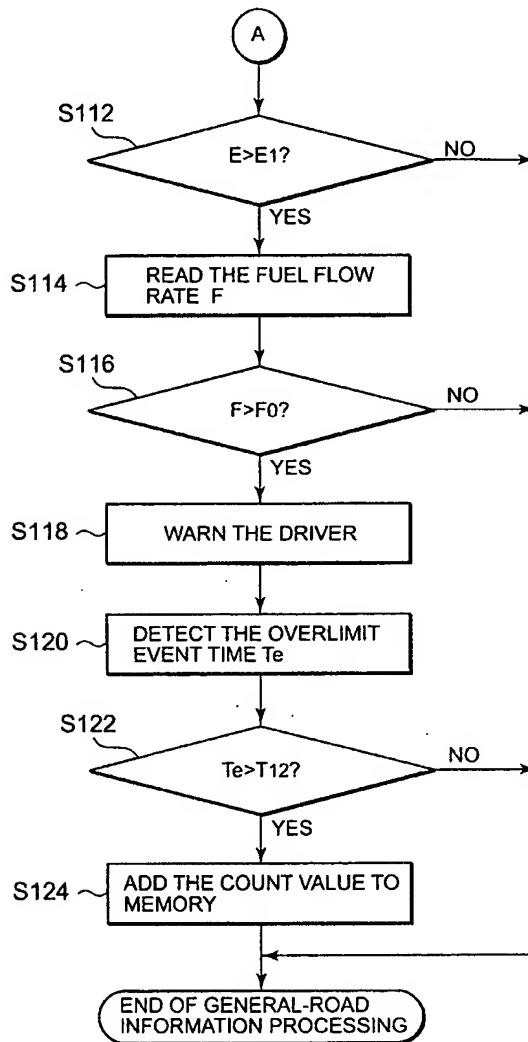 A
S112
E>E1?
NO
YES
S114
READ THE FUEL FLOW
RATE F
S116
F>F0?
NO
YES
S118
WARN THE DRIVER
S120
DETECT THE OVERLIMIT
EVENT TIME Te
S122
Te>T12?
NO
YES
S124
ADD THE COUNT VALUE TO
MEMORY
END OF GENERAL-ROAD
INFORMATION PROCESSING